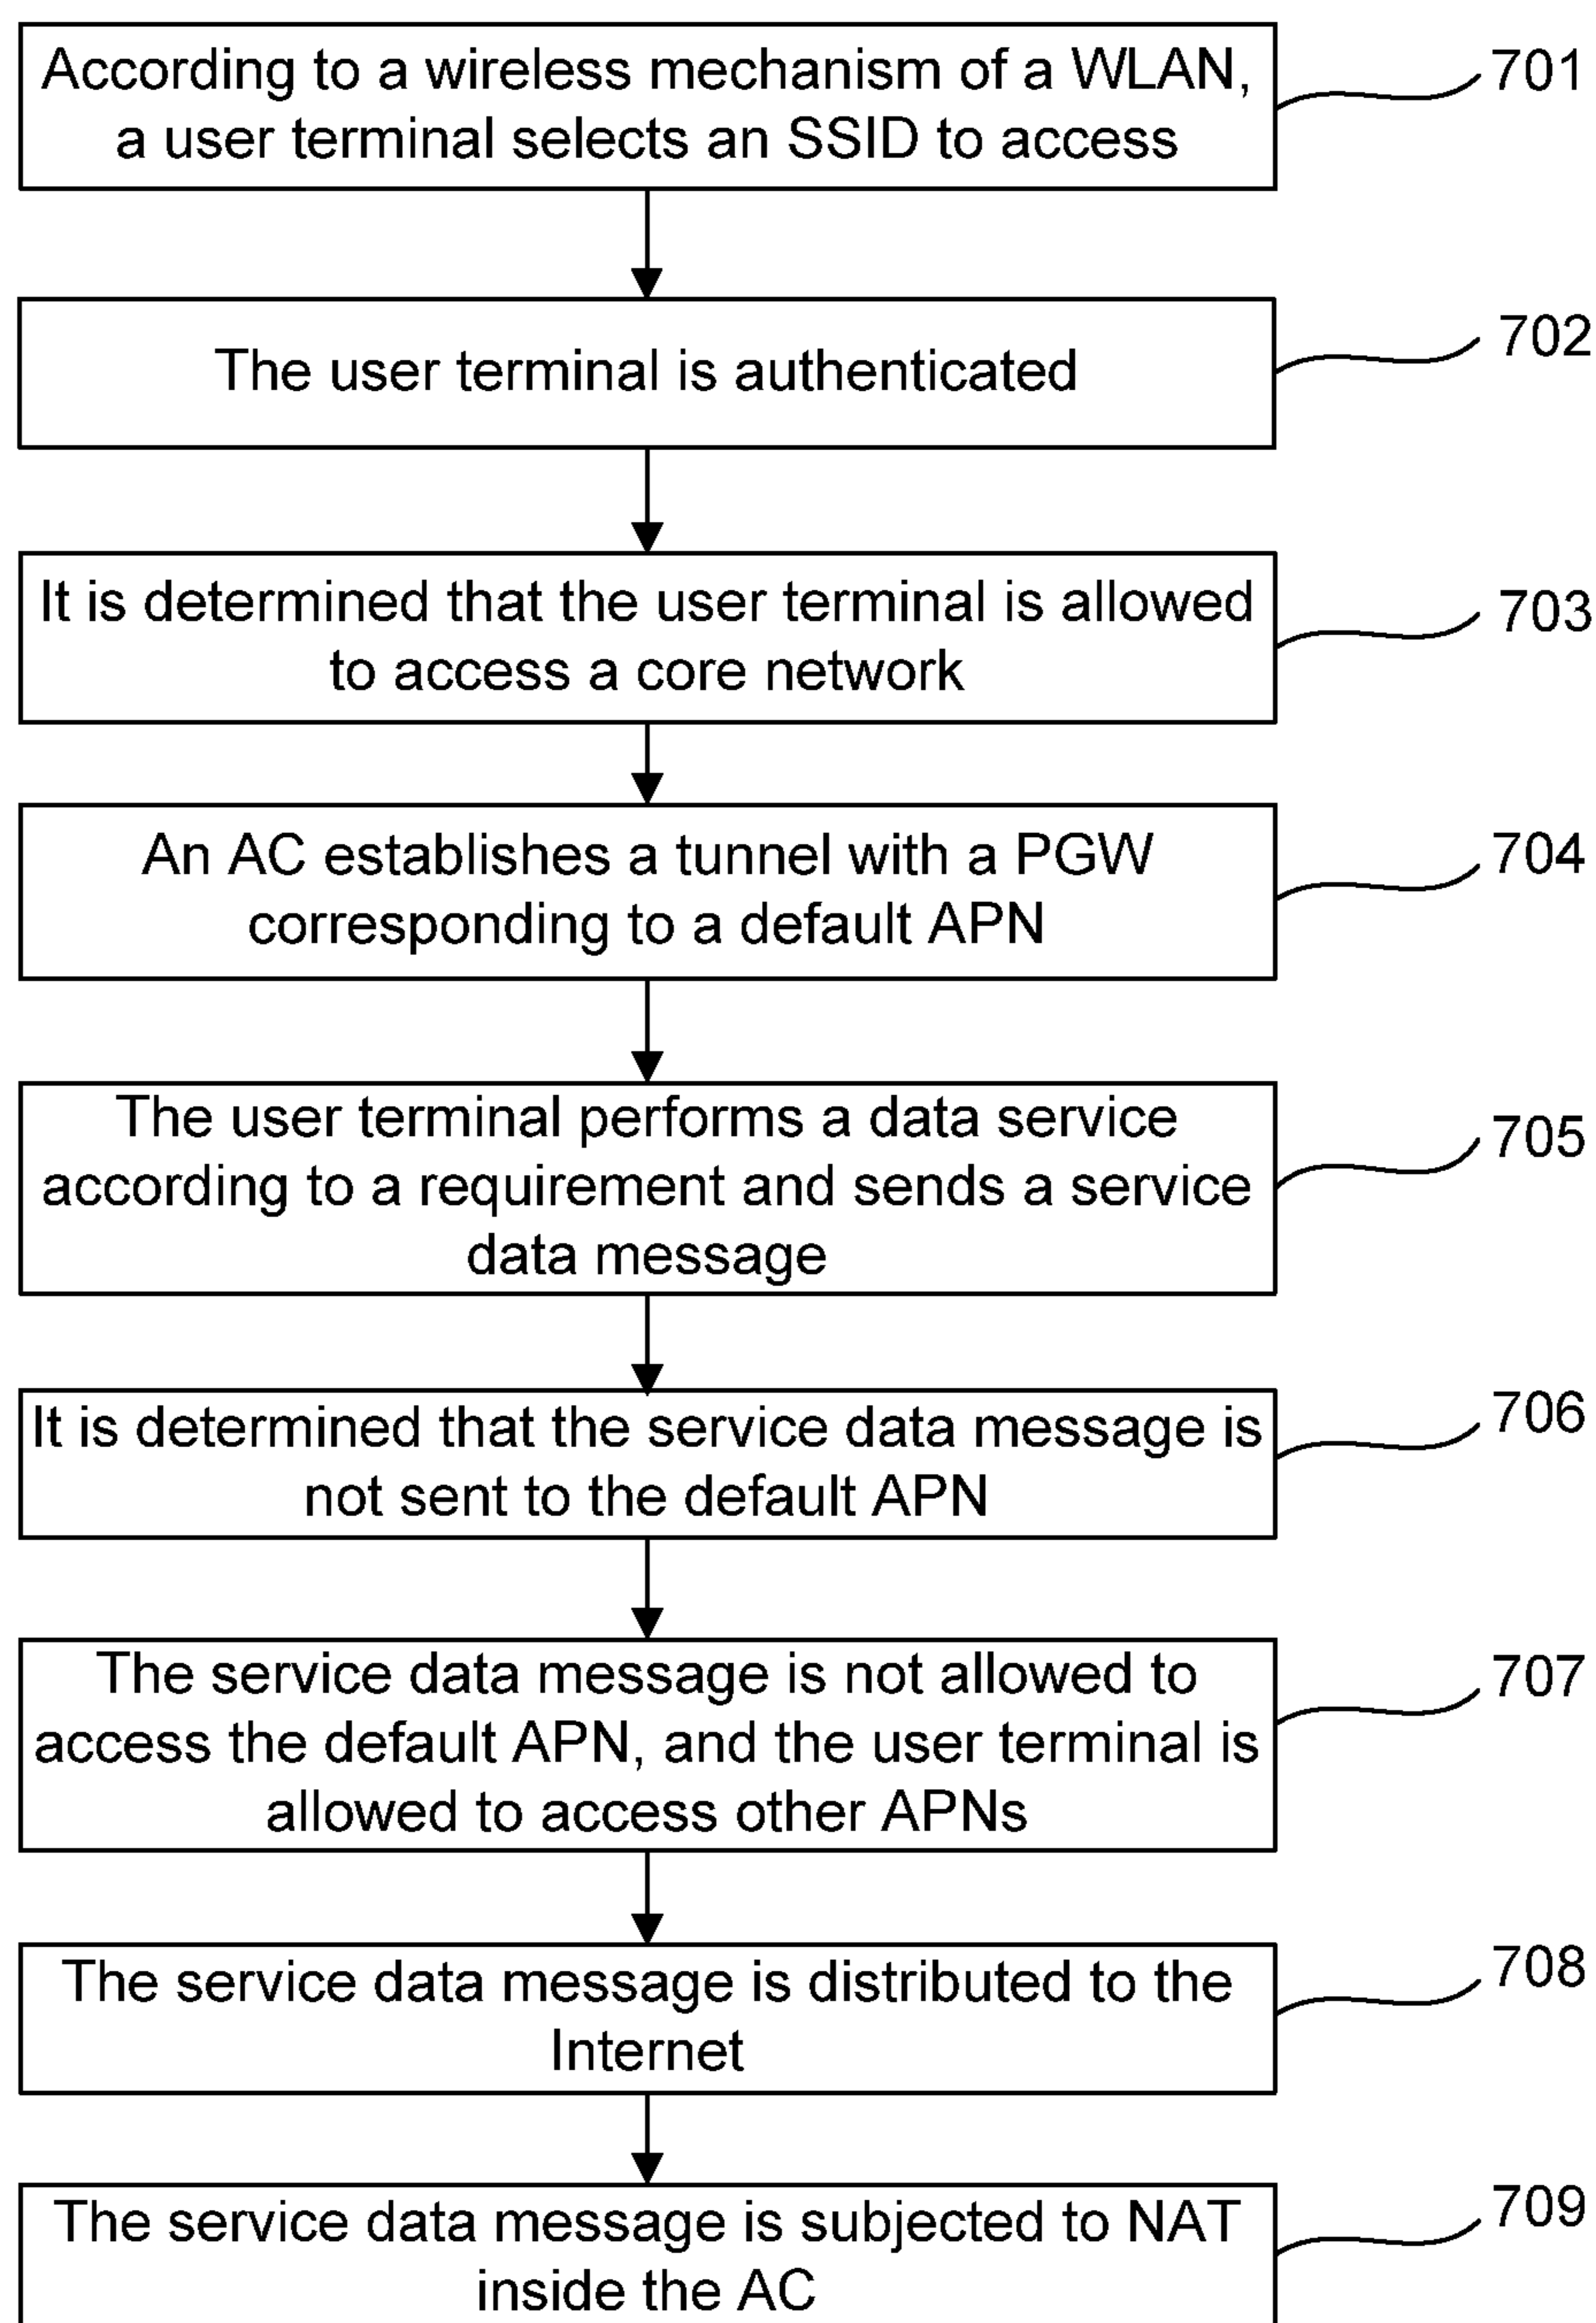 According to a wireless mechanism of a WLAN,
a user terminal selects an SSID to access
701
The user terminal is authenticated
702
It is determined that the user terminal is allowed
to access a core network
703
An AC establishes a tunnel with a PGW
corresponding to a default APN
704
The user terminal performs a data service
according to a requirement and sends a service
data message
705
It is determined that the service data message is
not sent to the default APN
706
The service data message is not allowed to
access the default APN, and the user terminal is
allowed to access other APNs
707
The service data message is distributed to the
Internet
708
The service data message is subjected to NAT
inside the AC
709